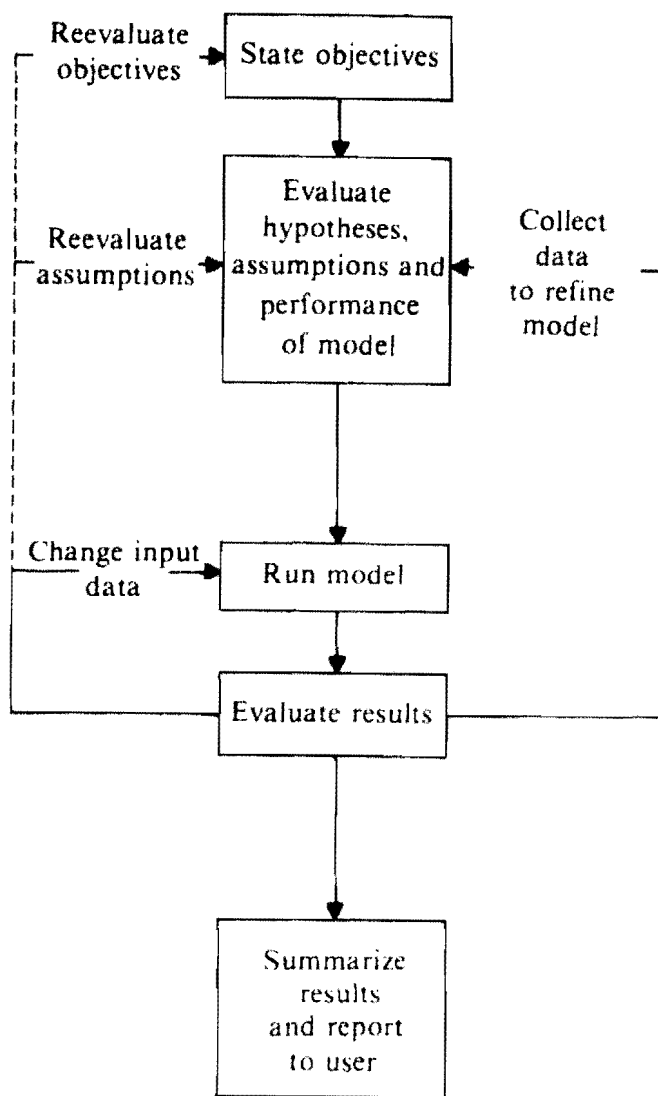 Reevaluate
objectives
State objectives
Evaluate
hypotheses,
assumptions and
performance
of model
Reevaluate
assumptions
Collect
data
to refine
model
Change input
data
Run model
Evaluate results
Summarize
results
and report
to user